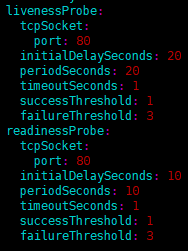 livenessProbe:
  tcpSocket:
    port: 80
  initialDelaySeconds: 20
  periodSeconds: 20
  timeoutSeconds: 1
  successThreshold: 1
  failureThreshold: 3
readinessProbe:
  tcpSocket:
    port: 80
  initialDelaySeconds: 10
  periodSeconds: 10
  timeoutSeconds: 1
  successThreshold: 1
  failureThreshold: 3